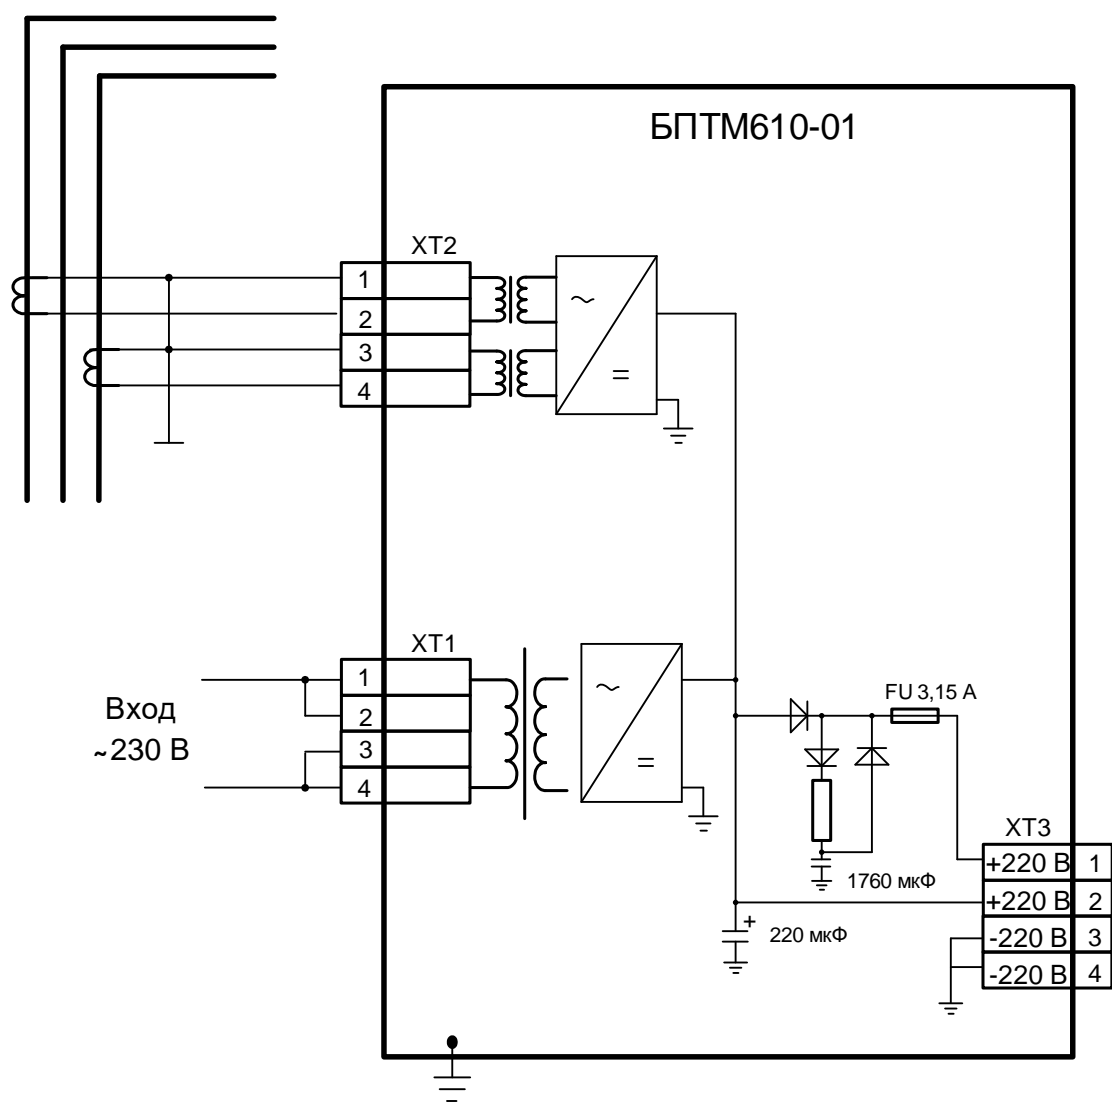 БПТМ610-01
XT2
1
2
3
4
~
=
XT1
1
2
3
4
Вход
~230 В
~
=
FU 3,15 А
1760 мкФ
+
220 мкФ
XT3
+220 В 1
+220 В 2
-220 В 3
-220 В 4